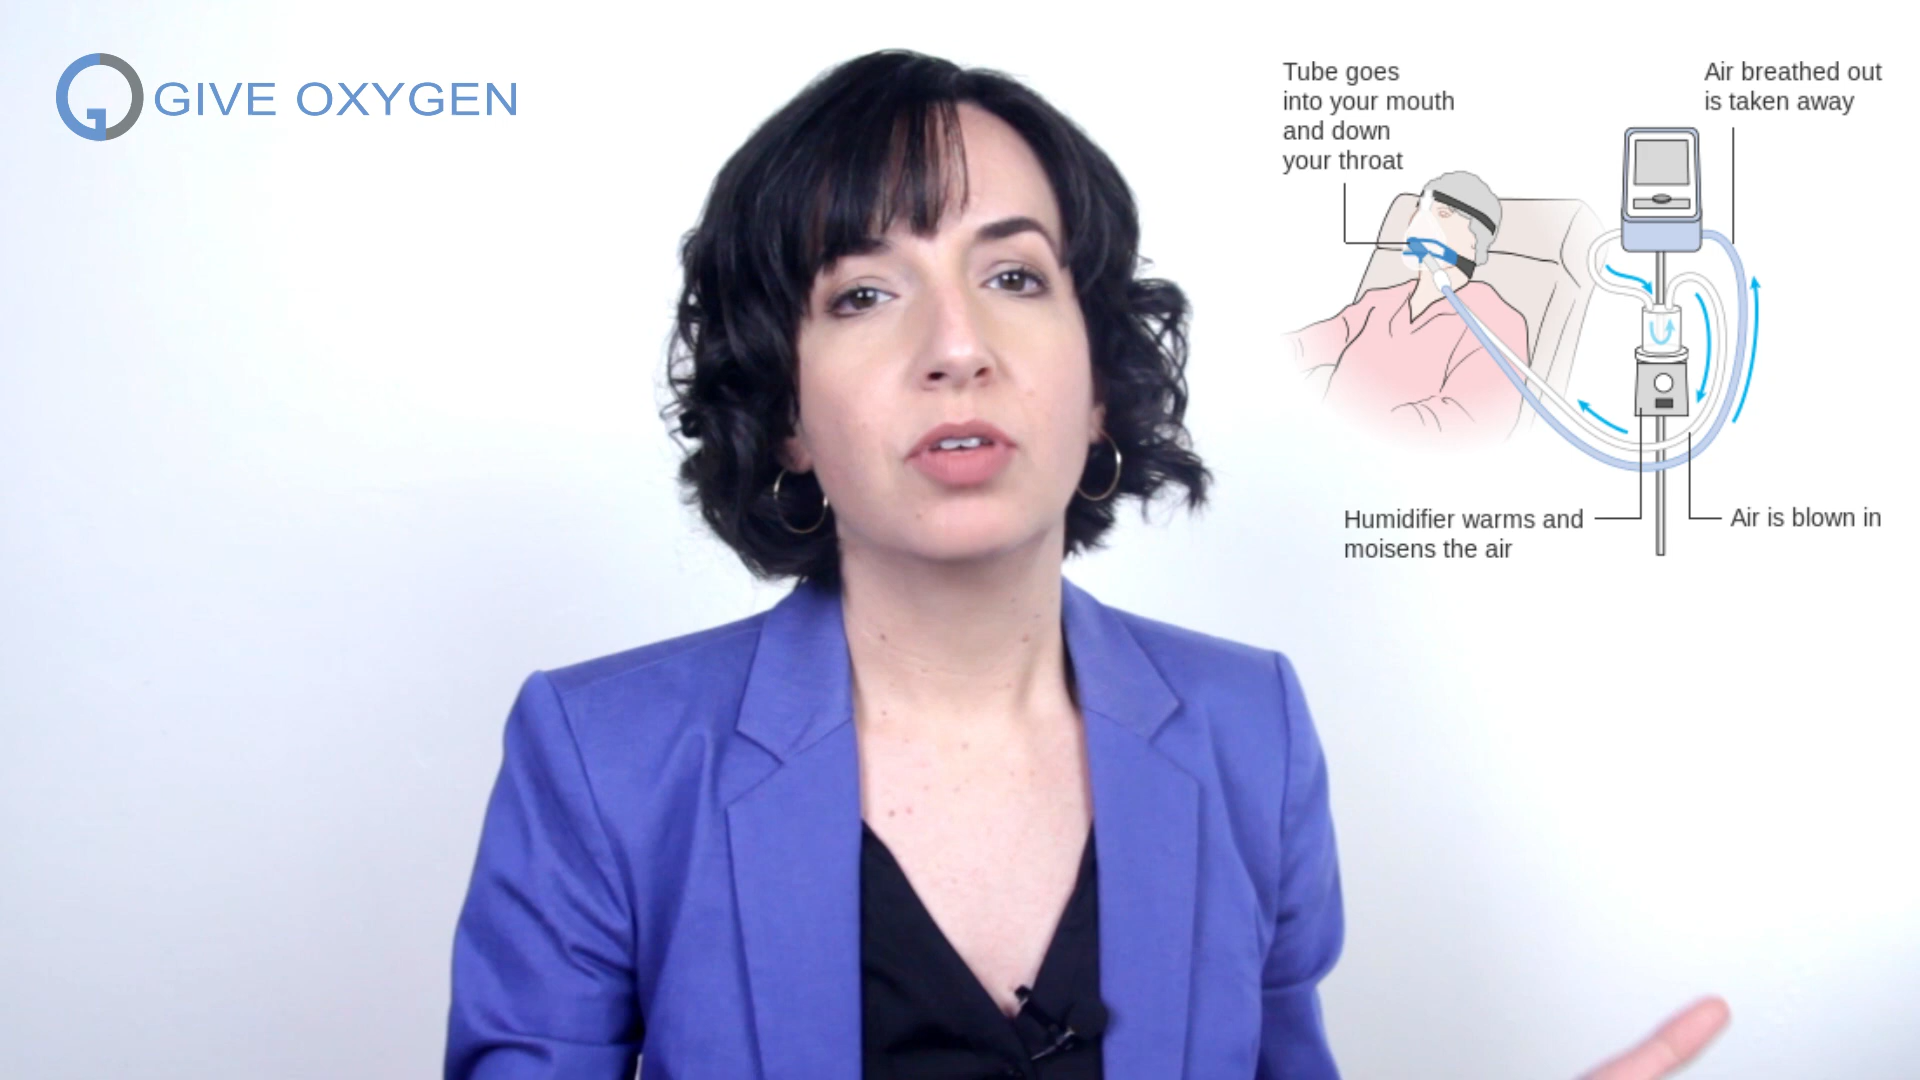 GIVE OXYGEN
Tube goes
into your mouth
and down
your throat
Air breathed out
is taken away
Humidifier warms and
moisens the air
Air is blown in